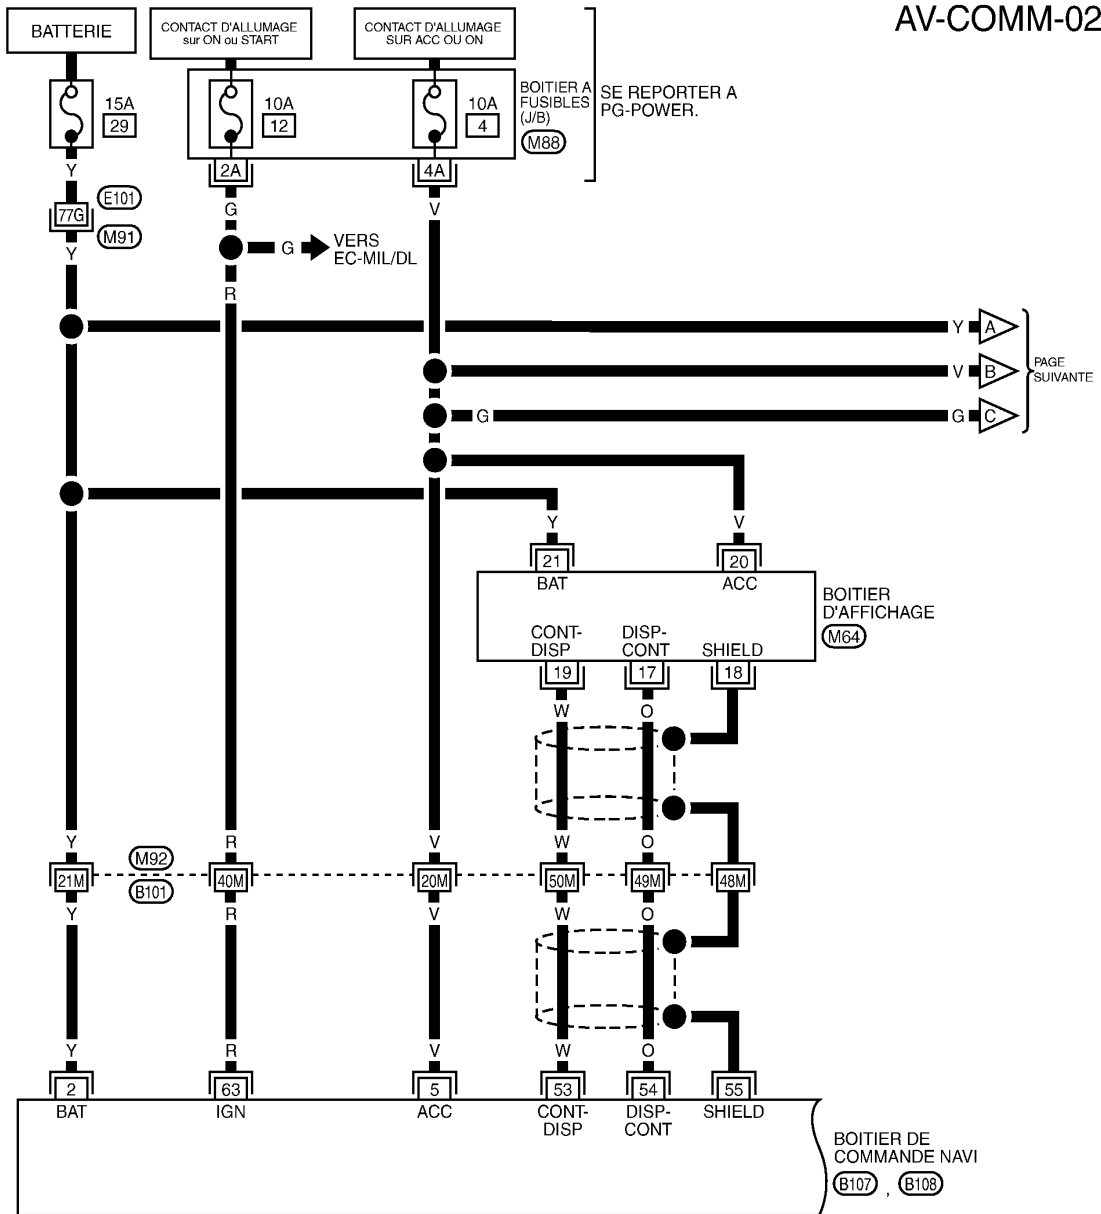 AV-COMM-02
BATTERIE
CONTACT D'ALLUMAGE
sur ON ou START
CONTACT D'ALLUMAGE
SUR ACC OU ON
15A
29
10A
12
10A
4
BOITIER A
FUSIBLES
(J/B)
M88
SE REPORTER A
PG-POWER.
2A
4A
Y
G
V
77G
E101
M91
Y
G
VERS
EC-MIL/DL
R
Y
A
V
B
G
G
C
PAGE
SUIVANTE
Y
V
21
20
BAT
ACC
BOITIER
D'AFFICHAGE
M64
CONT-
DISP
DISP-
CONT
SHIELD
19
17
18
W
O
Y
R
V
W
O
M92
B101
21M
40M
20M
50M
49M
48M
Y
R
V
W
O
Y
R
V
W
O
2
63
5
53
54
55
BAT
IGN
ACC
CONT-
DISP
DISP-
CONT
SHIELD
BOITIER DE
COMMANDE NAVI
B107 , B108